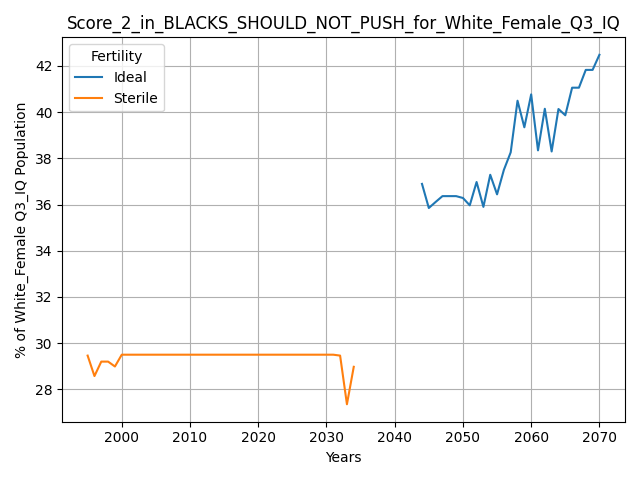 Score_2_in_BLACKS_SHOULD_NOT_PUSH_for_White_Female_Q3_IQ
Fertility
Ideal
Sterile
% of White_Female Q3_IQ Population
42
40
38
36
34
32
30
28
2000
2010
2020
2030
2040
2050
2060
2070
Years